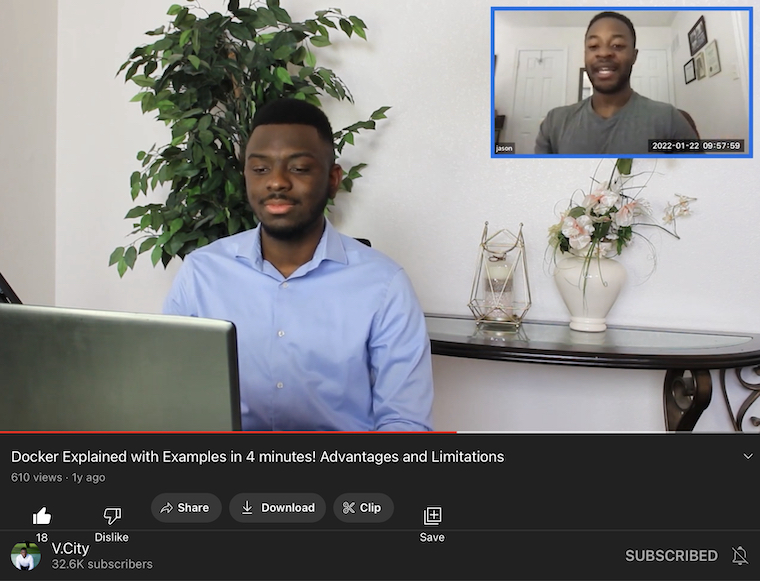 jason
2022-01-22 09:57:59
Docker Explained with Examples in 4 minutes! Advantages and Limitations
610 views · 1y ago
Share
Download
Clip
18
Dislike
Save
V.City
32.6K subscribers
SUBSCRIBED